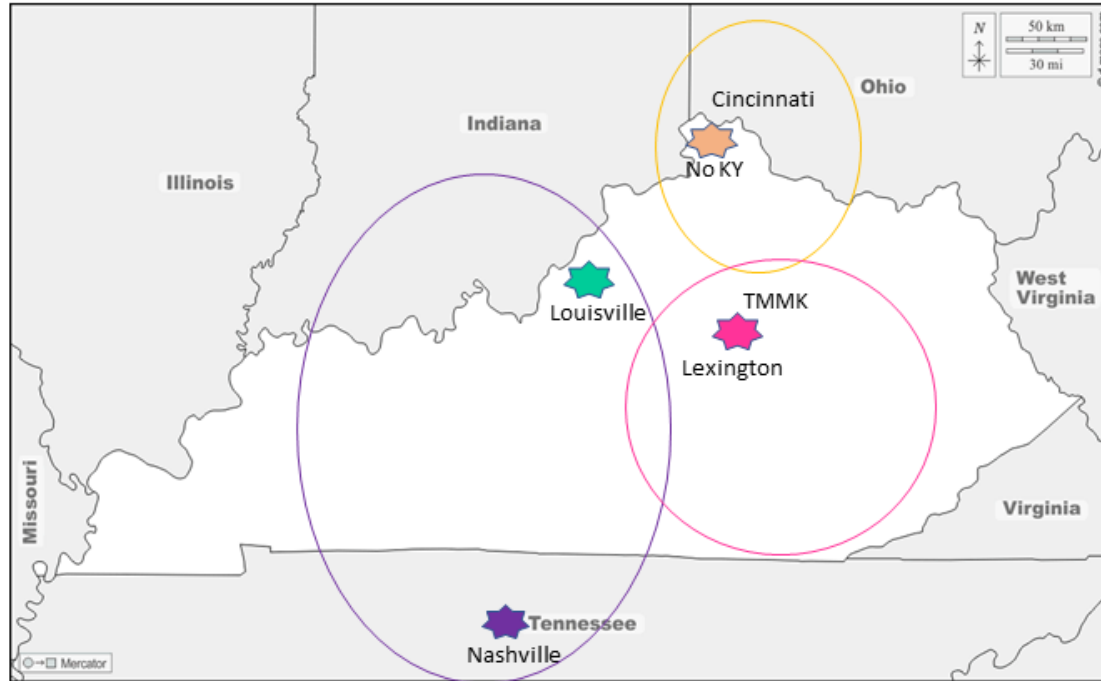 N
50 km
30 mi
Ohio
Cincinnati
Indiana
No KY
Illinois
West
Virginia
TMMK
Louisville
Lexington
Missouri
Virginia
Tennessee
Nashville
Mercator